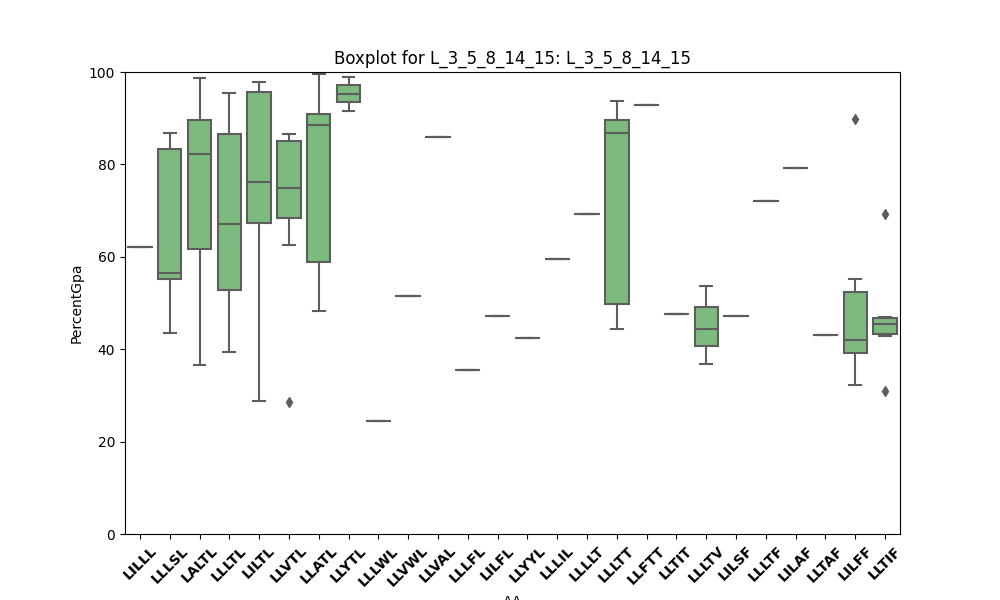 Boxplot for L_3_5_8_14_15: L_3_5_8_14_15
PercentGpa
100
80
60
40
20
0
LILLL
LLLSL
LALTL
LLLTL
LILTL
LLVTL
LLATL
LLYTL
LLLWL
LLVWL
LLVAL
LLLFL
LILFL
LLYYL
LLLIL
LLLLT
LLLTT
LLFTT
LLTIT
LLLTV
LILSF
LLLTF
LILAF
LLTAF
LILFF
LLTIF
AA